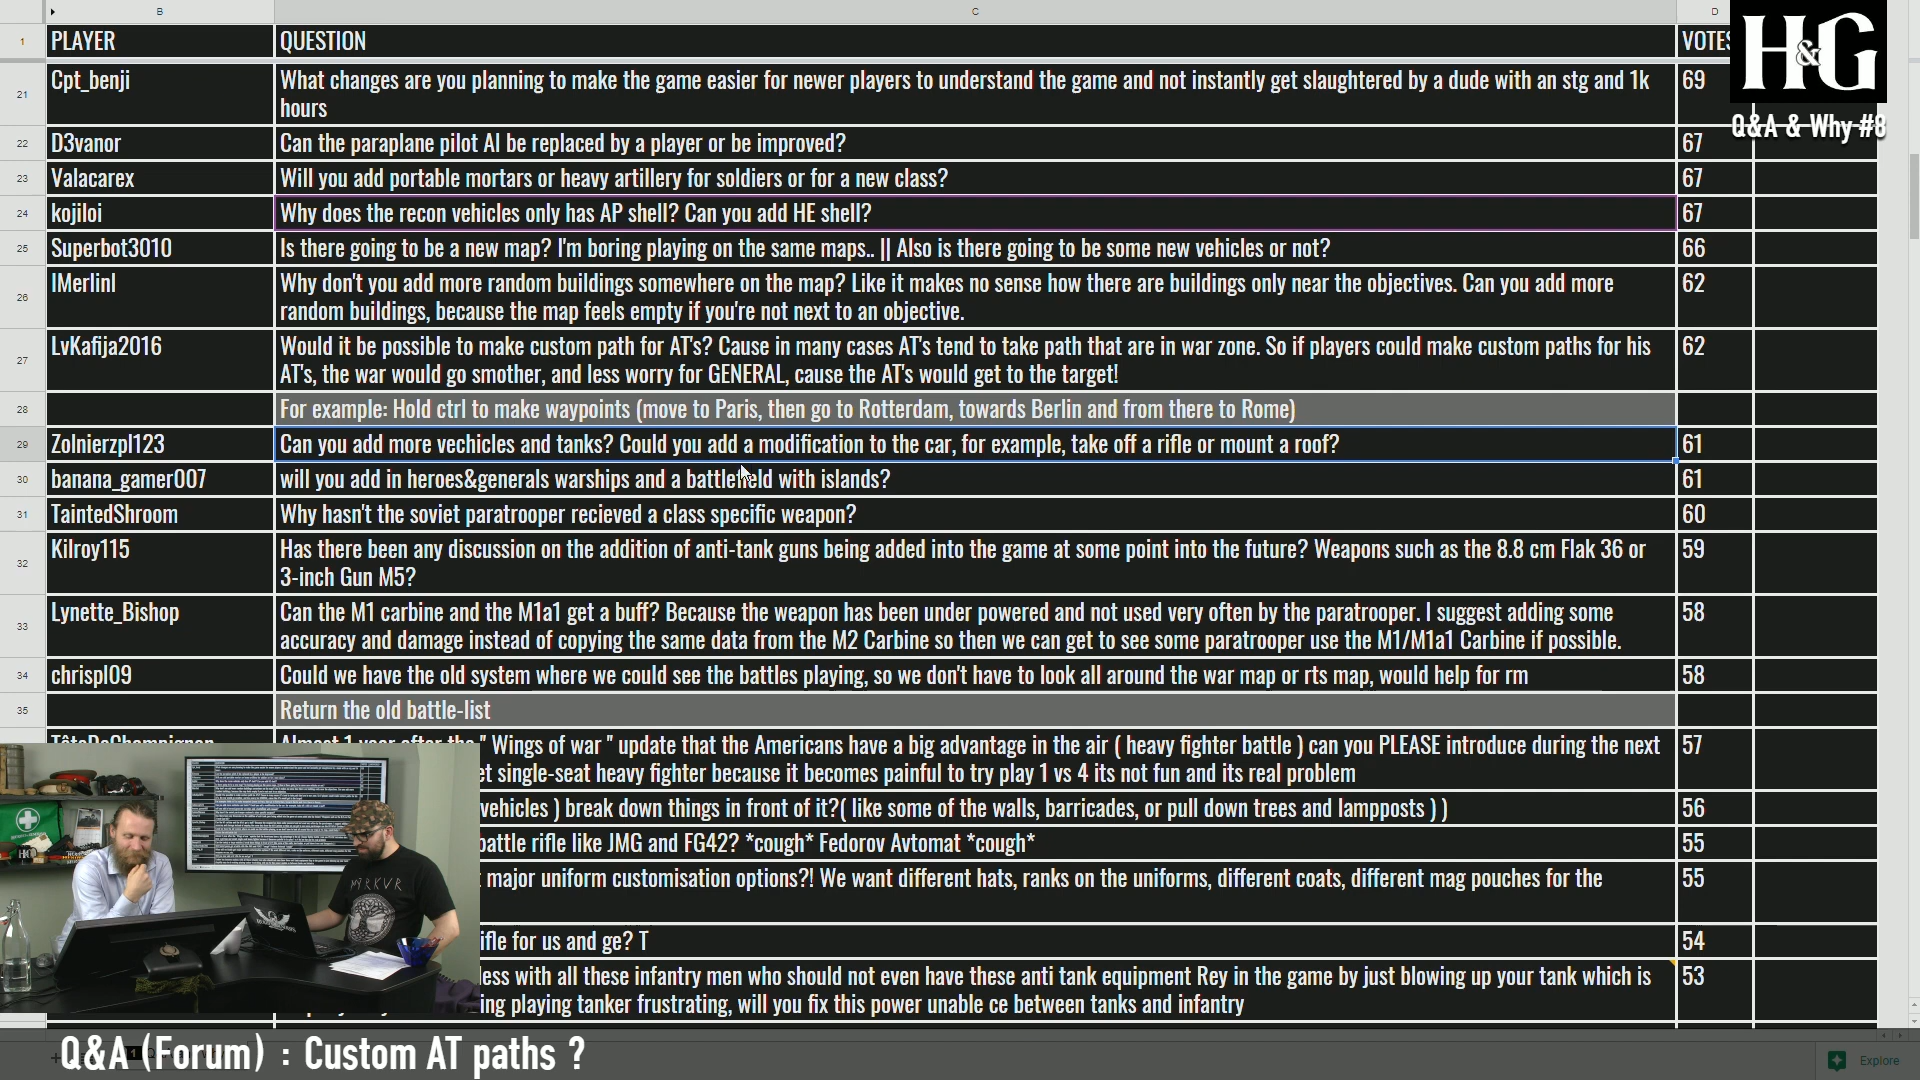 B
C
D
1
PLAYER
QUESTION
VOTES
H&G
Q&A & Why #8
21
Cpt_benji
What changes are you planning to make the game easier for newer players to understand the game and not instantly get slaughtered by a dude with an stg and 1k
hours
69
22
D3vanor
Can the paraplane pilot AI be replaced by a player or be improved?
67
23
Valacarex
Will you add portable mortars or heavy artillery for soldiers or for a new class?
67
24
kojiloi
Why does the recon vehicles only has AP shell? Can you add HE shell?
67
25
Superbot3010
Is there going to be a new map? I'm boring playing on the same maps.. || Also is there going to be some new vehicles or not?
66
26
IMerlinI
Why don't you add more random buildings somewhere on the map? Like it makes no sense how there are buildings only near the objectives. Can you add more
random buildings, because the map feels empty if you're not next to an objective.
62
27
LvKafija2016
Would it be possible to make custom path for AT's? Cause in many cases AT's tend to take path that are in war zone. So if players could make custom paths for his
AT's, the war would go smother, and less worry for GENERAL, cause the AT's would get to the target!
62
28
For example: Hold ctrl to make waypoints (move to Paris, then go to Rotterdam, towards Berlin and from there to Rome)
29
Zolnierzpl123
Can you add more vechicles and tanks? Could you add a modification to the car, for example, take off a rifle or mount a roof?
61
30
banana_gamer007
will you add in heroes&generals warships and a battlefield with islands?
61
31
TaintedShroom
Why hasn't the soviet paratrooper recieved a class specific weapon?
60
32
Kilroy115
Has there been any discussion on the addition of anti-tank guns being added into the game at some point into the future? Weapons such as the 8.8 cm Flak 36 or
3-inch Gun M5?
59
33
Lynette_Bishop
Can the M1 carbine and the M1a1 get a buff? Because the weapon has been under powered and not used very often by the paratrooper. I suggest adding some
accuracy and damage instead of copying the same data from the M2 Carbine so then we can get to see some paratrooper use the M1/M1a1 Carbine if possible.
58
34
chrispl09
Could we have the old system where we could see the battles playing, so we don't have to look all around the war map or rts map, would help for rm
58
35
Return the old battle-list
TêteDeChampignon
Almost 1 year after the " Wings of war " update that the Americans have a big advantage in the air ( heavy fighter battle ) can you PLEASE introduce during the next
et single-seat heavy fighter because it becomes painful to try play 1 vs 4 its not fun and its real problem
57
vehicles ) break down things in front of it?( like some of the walls, barricades, or pull down trees and lampposts ) )
56
battle rifle like JMG and FG42? *cough* Fedorov Avtomat *cough*
55
major uniform customisation options?! We want different hats, ranks on the uniforms, different coats, different mag pouches for the
55
ifle for us and ge? T
54
less with all these infantry men who should not even have these anti tank equipment Rey in the game by just blowing up your tank which is
ing playing tanker frustrating, will you fix this power unable ce between tanks and infantry
53
MYRKVR
Q&A (Forum) : Custom AT paths ?
Explore